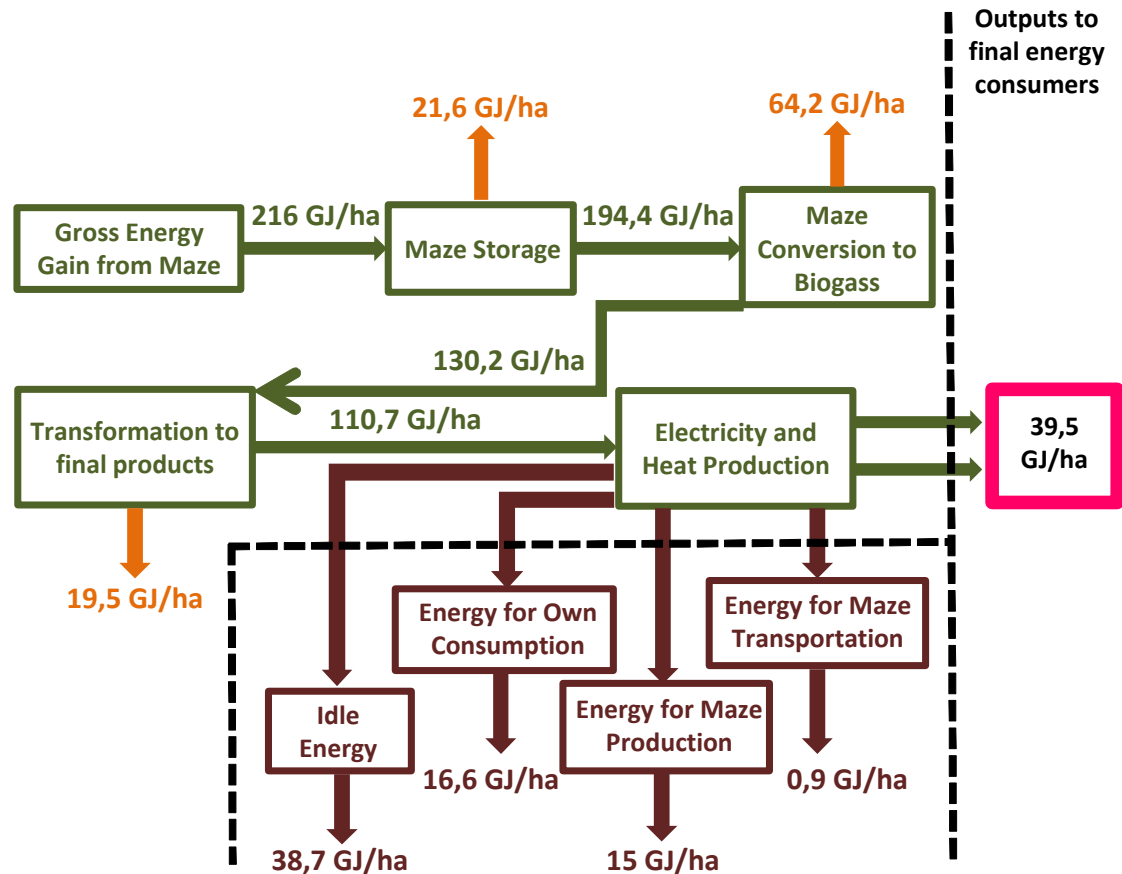 Outputs to
final energy
consumers
21,6 GJ/ha
64,2 GJ/ha
Gross Energy
Gain from Maze
216 GJ/ha
Maze Storage
194,4 GJ/ha
Maze
Conversion to
Biogass
130,2 GJ/ha
Transformation to
final products
110,7 GJ/ha
Electricity and
Heat Production
39,5
GJ/ha
19,5 GJ/ha
Energy for Own
Consumption
Energy for Maze
Transportation
Idle
Energy
Energy for Maze
Production
16,6 GJ/ha
0,9 GJ/ha
38,7 GJ/ha
15 GJ/ha